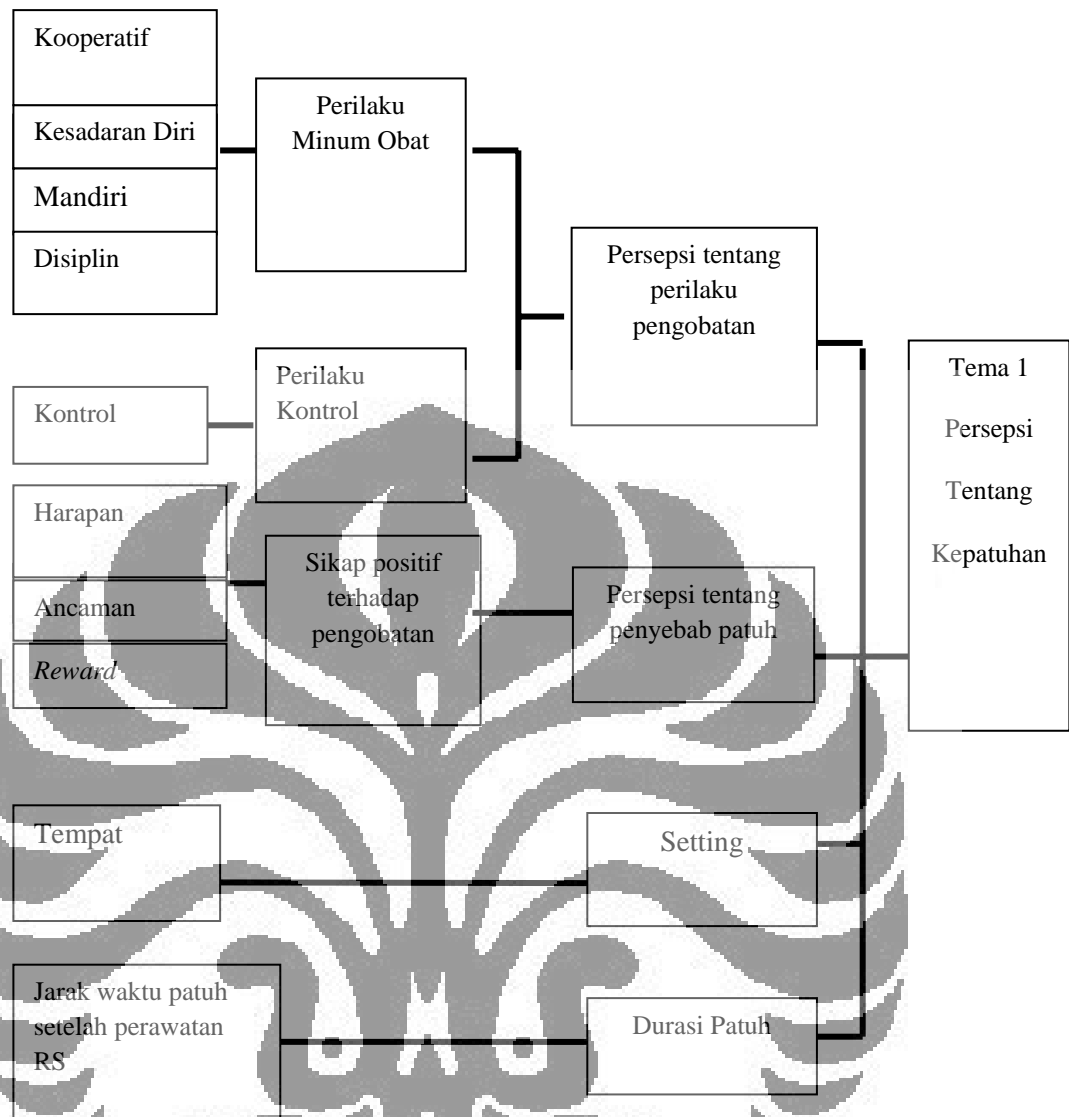 Kooperatif
Kesadaran Diri
Mandiri
Disiplin
Perilaku
Minum Obat
Persepsi tentang
perilaku
pengobatan
Kontrol
Perilaku
Kontrol
Harapan
Ancaman
Reward
Sikap positif
terhadap
pengobatan
Persepsi tentang
penyebab patuh
Tempat
Setting
Jarak waktu patuh
setelah perawatan
RS
Durasi Patuh
Tema 1
Persepsi
Tentang
Kepatuhan